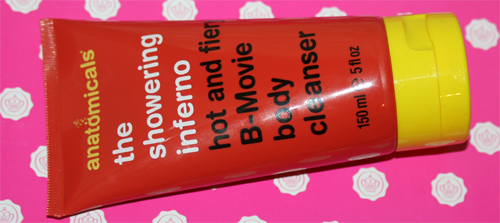 anatomicals®
the
showering
inferno
hot and fier
B-Movie
body
cleanser
150 ml e 5 fl oz